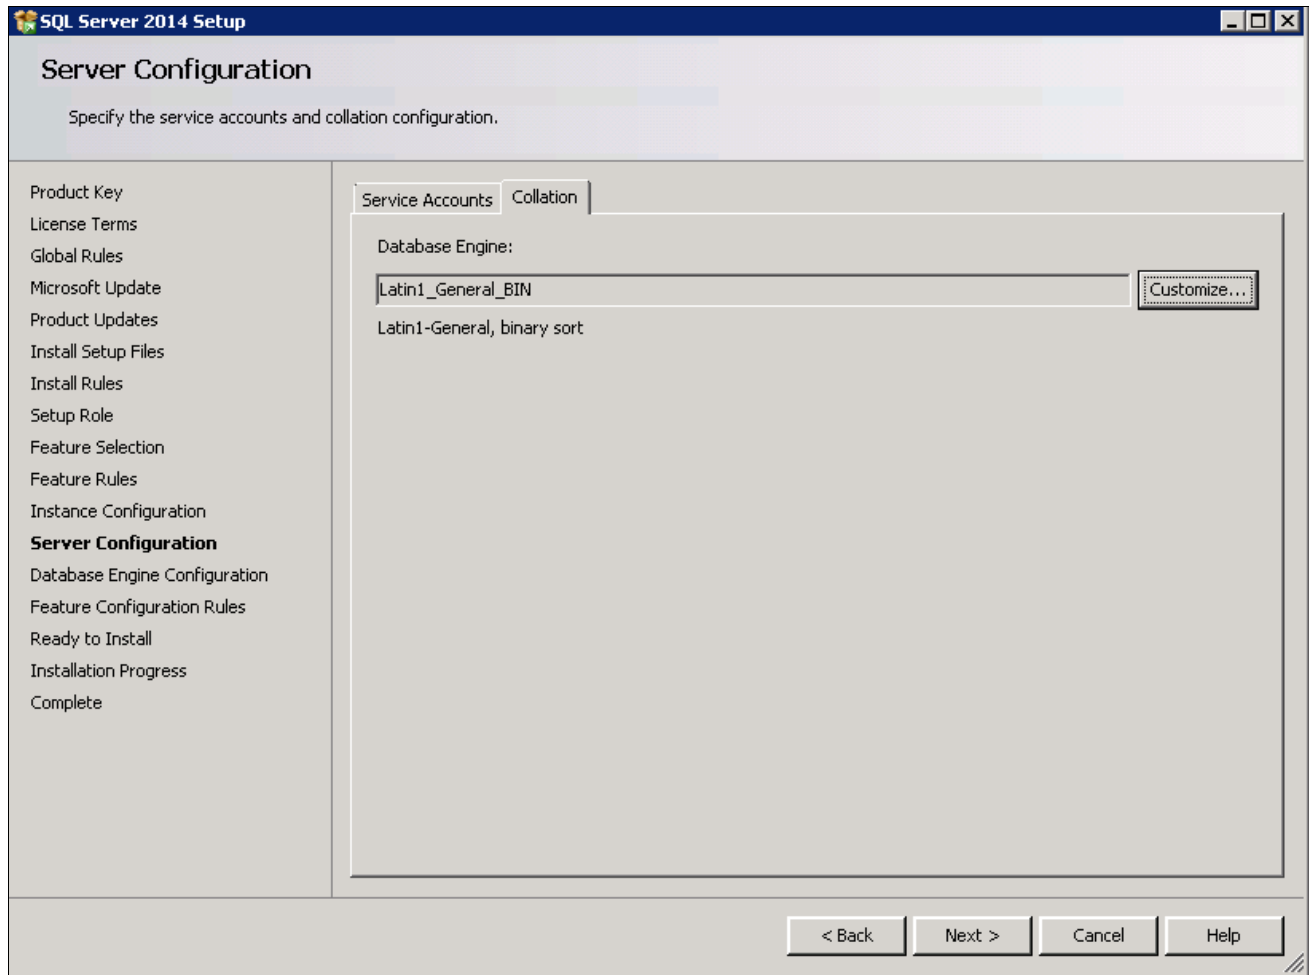 SQL Server 2014 Setup
Server Configuration
Specify the service accounts and collation configuration.
Product Key
License Terms
Global Rules
Microsoft Update
Product Updates
Install Setup Files
Install Rules
Setup Role
Feature Selection
Feature Rules
Instance Configuration
Server Configuration
Database Engine Configuration
Feature Configuration Rules
Ready to Install
Installation Progress
Complete
Service Accounts Collation
Database Engine:
Latin1_General_BIN Customize...
Latin1-General, binary sort
< Back Next > Cancel Help